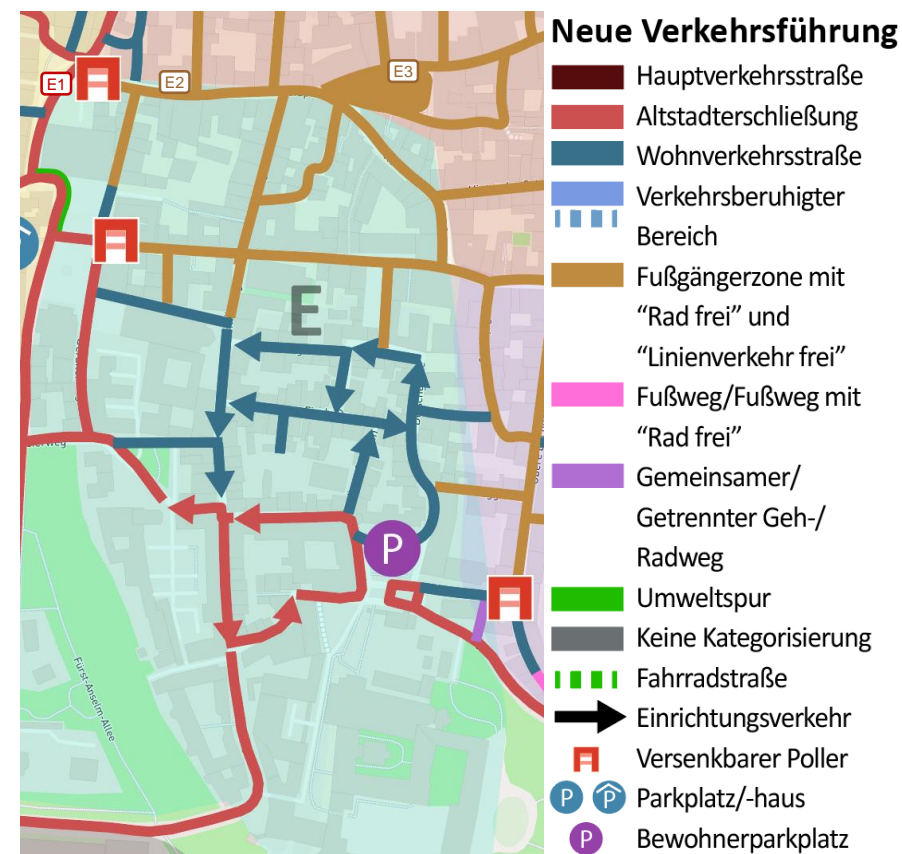 Neue Verkehrsführung
Hauptverkehrsstraße
Altstadterschließung
Wohnverkehrsstraße
Verkehrsberuhigter
Bereich
Fußgängerzone mit
“Rad frei” und
“Linienverkehr frei”
Fußweg/Fußweg mit
“Rad frei”
Gemeinsamer/
Getrennter Geh-/
Radweg
Umweltspur
Keine Kategorisierung
Fahrradstraße
Einrichtungsverkehr
Versenkbarer Poller
P P Parkplatz/-haus
P Bewohnerparkplatz
E1
E2
E3
E
P
Fürst-Anselm-Allee